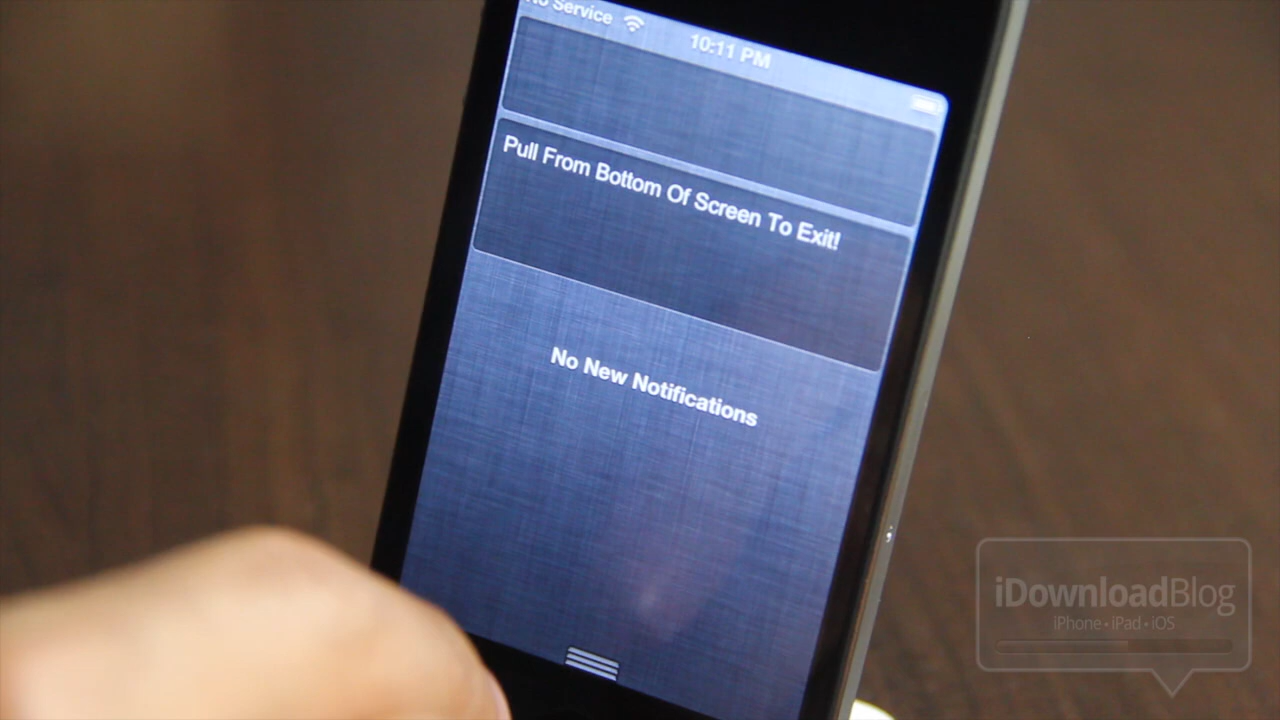 No Service
10:11 PM
Pull From Bottom Of Screen To Exit!
No New Notifications
iDownloadBlog
iPhone • iPad • iOS